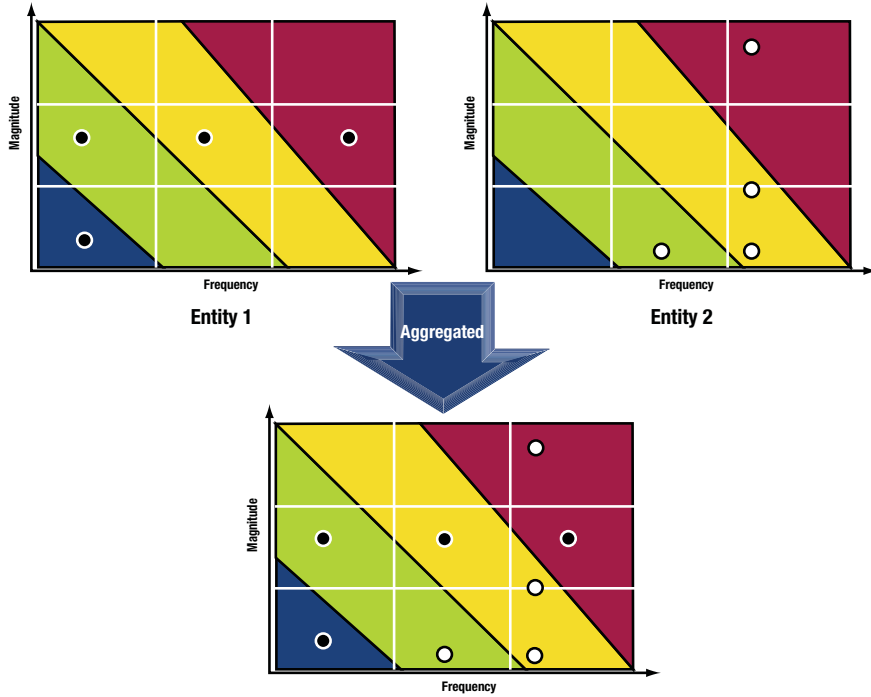 Magnitude
Frequency
Entity 1
Magnitude
Frequency
Entity 2
Aggregated
Magnitude
Frequency